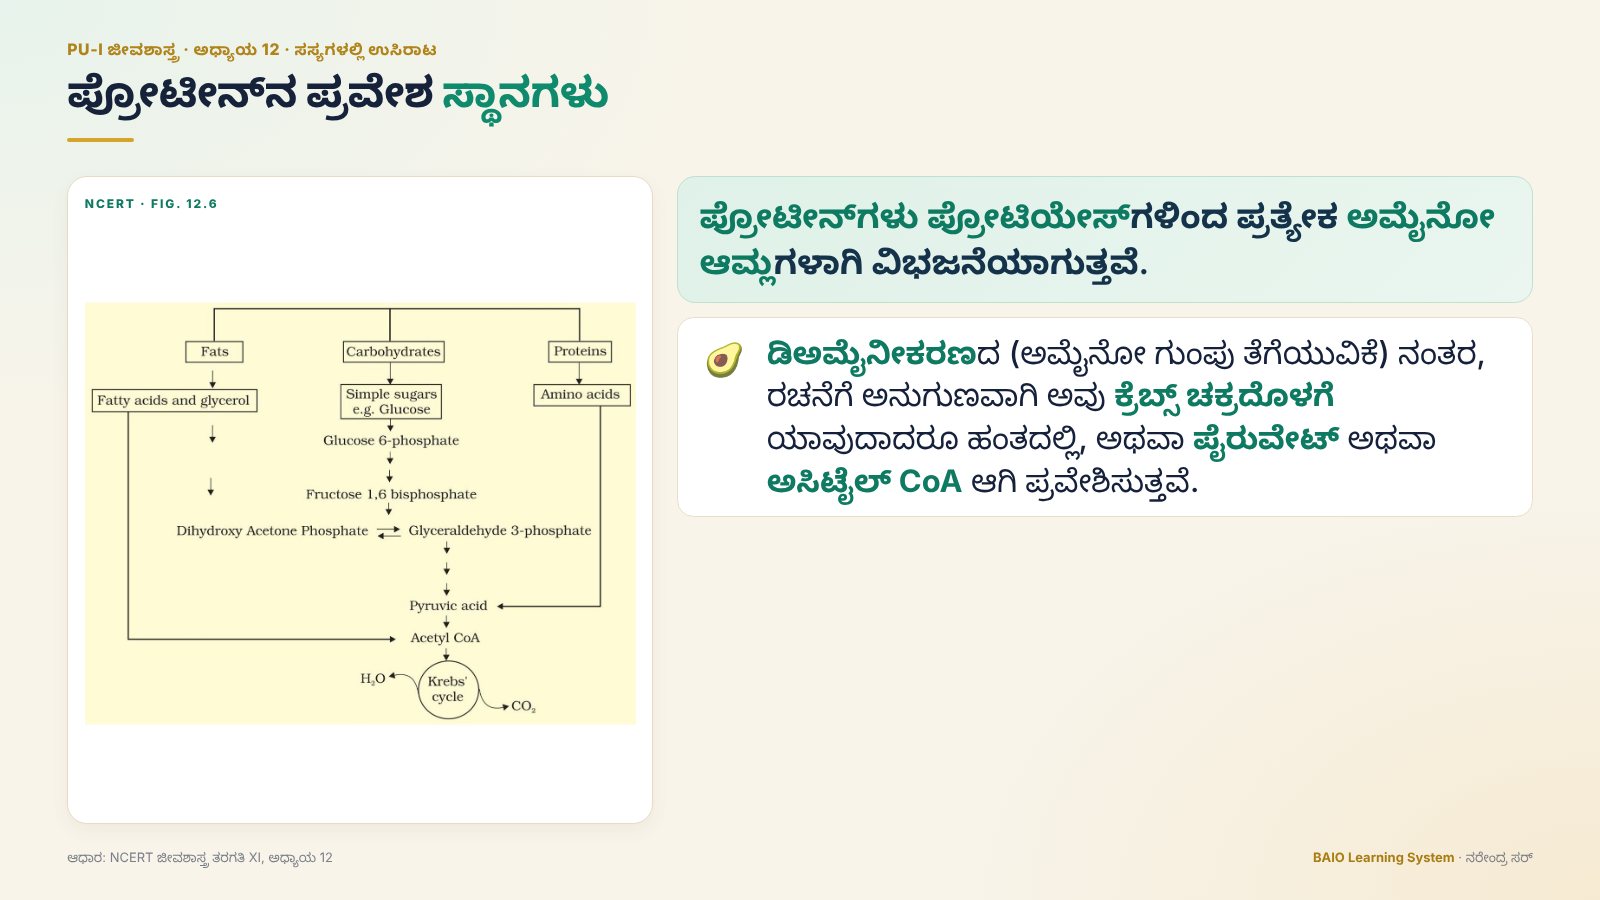 PU-I ಜೀವಶಾಸ್ತ್ರ · ಅಧ್ಯಾಯ 12 · ಸಸ್ಯಗಳಲ್ಲಿ ಉಸಿರಾಟ
ಪ್ರೋಟೀನ್‌ನ ಪ್ರವೇಶ ಸ್ಥಾನಗಳು
NCERT · FIG. 12.6
Fats
Carbohydrates
Proteins
Fatty acids and glycerol
Simple sugars
e.g. Glucose
Amino acids
Glucose 6-phosphate
Fructose 1,6 bisphosphate
Dihydroxy Acetone Phosphate
Glyceraldehyde 3-phosphate
Pyruvic acid
Acetyl CoA
H₂O
Krebs'
cycle
CO₂
ಪ್ರೋಟೀನ್‌ಗಳು ಪ್ರೋಟಿಯೇಸ್‌ಗಳಿಂದ ಪ್ರತ್ಯೇಕ ಅಮೈನೋ
ಆಮ್ಲಗಳಾಗಿ ವಿಭಜನೆಯಾಗುತ್ತವೆ.
ಡಿಅಮೈನೀಕರಣದ (ಅಮೈನೋ ಗುಂಪು ತೆಗೆಯುವಿಕೆ) ನಂತರ,
ರಚನೆಗೆ ಅನುಗುಣವಾಗಿ ಅವು ಕ್ರೆಬ್ಸ್ ಚಕ್ರದೊಳಗೆ
ಯಾವುದಾದರೂ ಹಂತದಲ್ಲಿ, ಅಥವಾ ಪೈರುವೇಟ್ ಅಥವಾ
ಅಸಿಟೈಲ್ CoA ಆಗಿ ಪ್ರವೇಶಿಸುತ್ತವೆ.
ಆಧಾರ: NCERT ಜೀವಶಾಸ್ತ್ರ ತರಗತಿ XI, ಅಧ್ಯಾಯ 12
BAIO Learning System · ನರೇಂದ್ರ ಸರ್